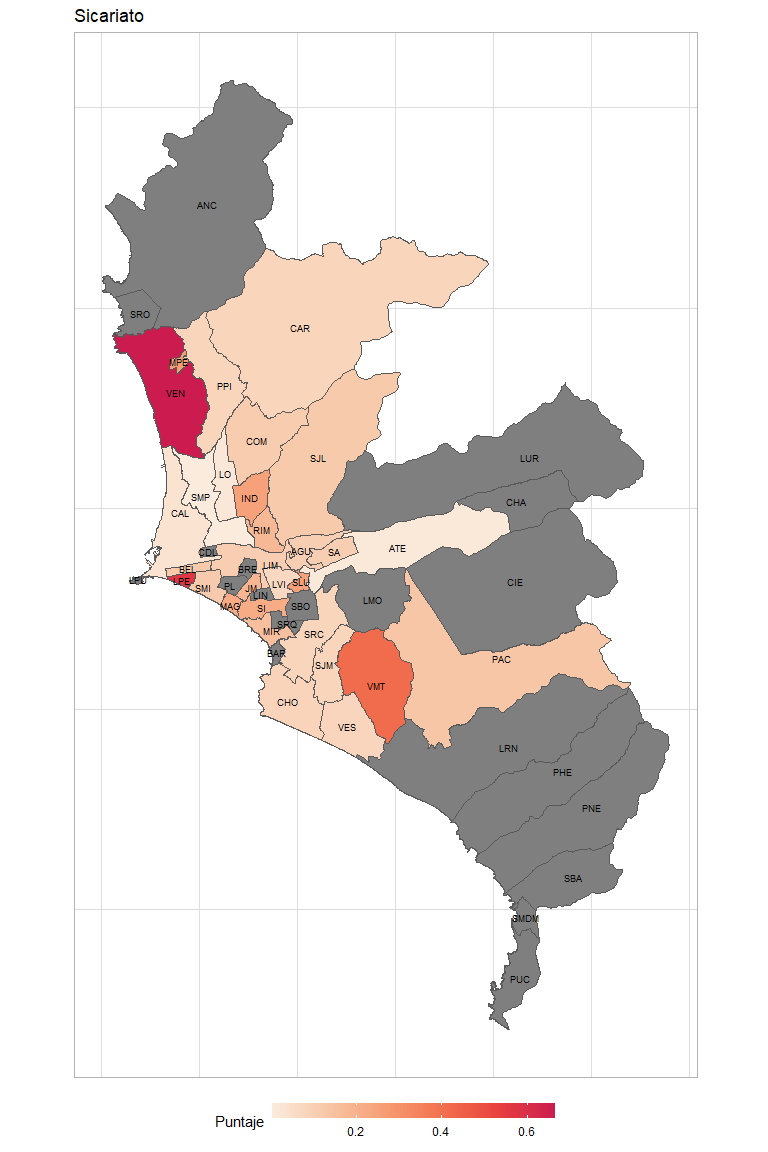 Sicariato
ANC
SRO
CAR
MPE
PPI
VEN
COM
SJL
LUR
LO
SMP
IND
CHA
CAL
RIM
CDL
AGU
SA
ATE
LIM
BEL
BRE
LPU
LPE
CIE
SMI
PL
JM
LVI
SLU
LIN
LMO
MAG
SI
SBO
SRQ
MIR
SRC
BAR
PAC
SJM
VMT
CHO
VES
LRN
PHE
PNE
SBA
SMDM
PUC
Puntaje
0.2 0.4 0.6